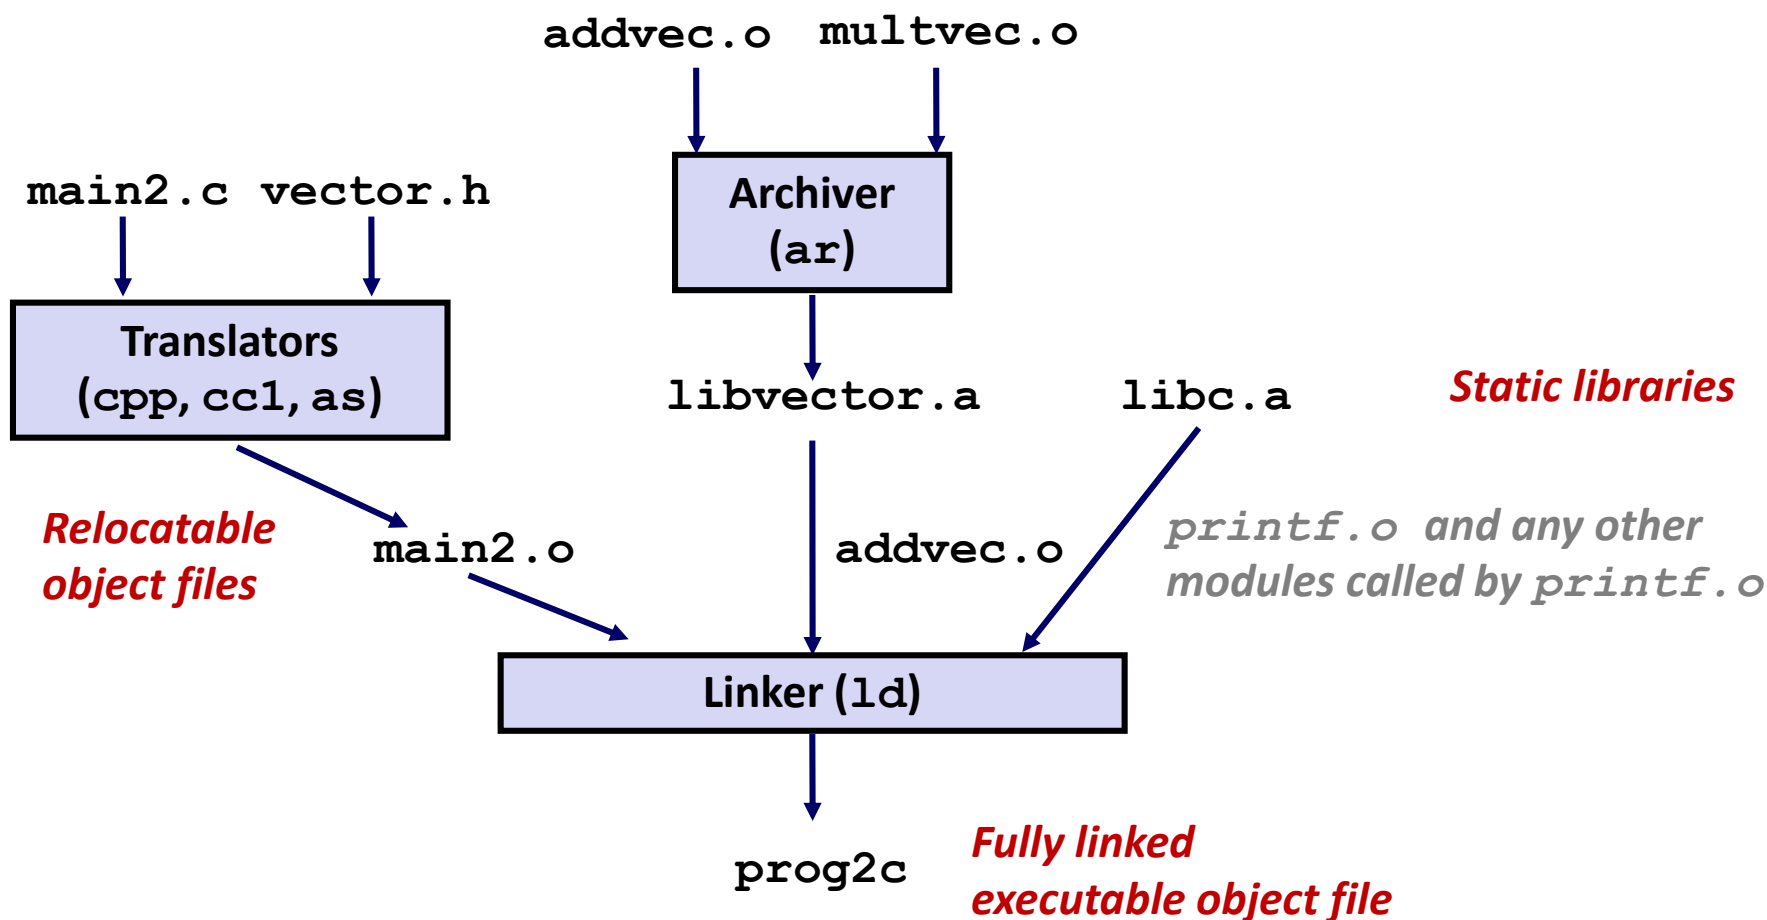 addvec.o multvec.o
main2.c vector.h
Archiver
(ar)
Translators
(cpp, cc1, as)
libvector.a
libc.a
Static libraries
Relocatable
object files
main2.o
addvec.o
printf.o and any other
modules called by printf.o
Linker (ld)
prog2c
Fully linked
executable object file